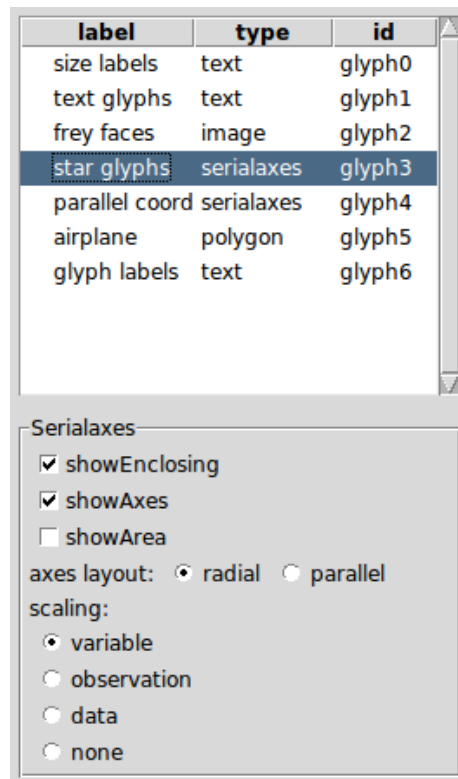 label type id
size labels text glyph0
text glyphs text glyph1
frey faces image glyph2
star glyphs serialaxes glyph3
parallel coord serialaxes glyph4
airplane polygon glyph5
glyph labels text glyph6
Serialaxes
showEnclosing
showAxes
showArea
axes layout: radial parallel
scaling:
variable
observation
data
none